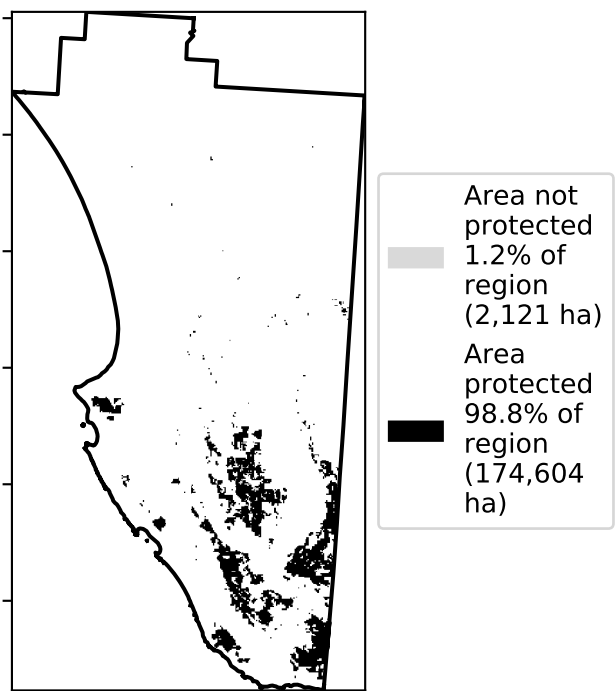 Area not
protected
1.2% of
region
(2,121 ha)
Area
protected
98.8% of
region
(174,604
ha)